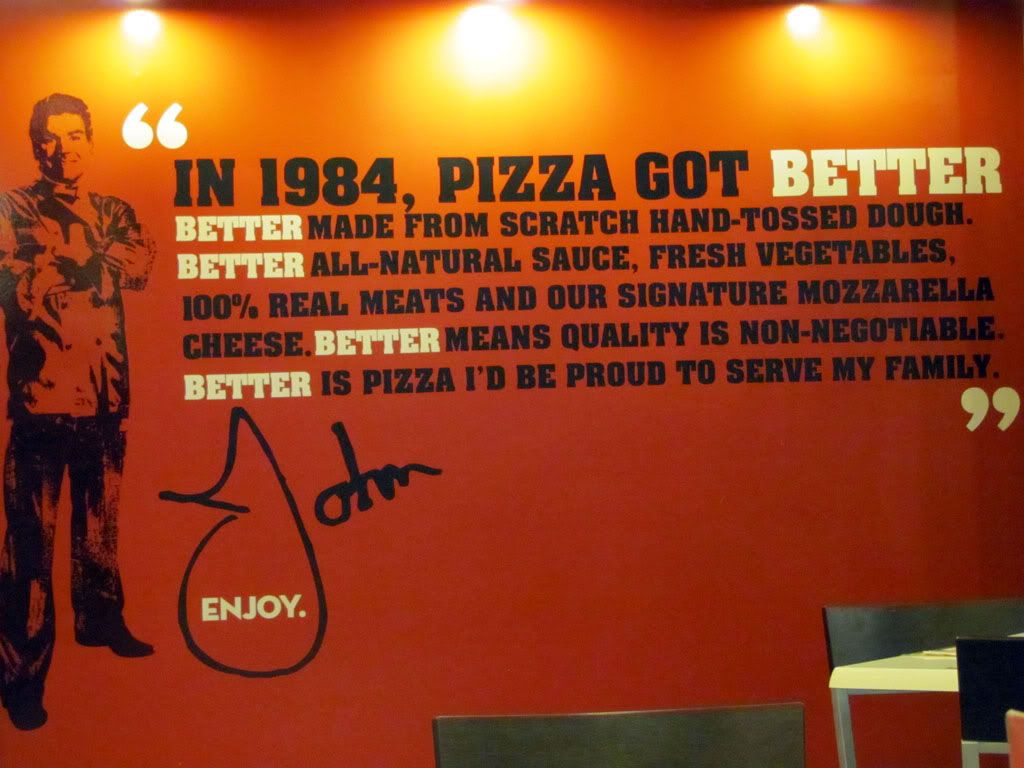 “
IN 1984, PIZZA GOT BETTER
BETTER MADE FROM SCRATCH HAND-TOSSED DOUGH.
BETTER ALL-NATURAL SAUCE, FRESH VEGETABLES,
100% REAL MEATS AND OUR SIGNATURE MOZZARELLA
CHEESE. BETTER MEANS QUALITY IS NON-NEGOTIABLE.
BETTER IS PIZZA I'D BE PROUD TO SERVE MY FAMILY.
”
John
ENJOY.